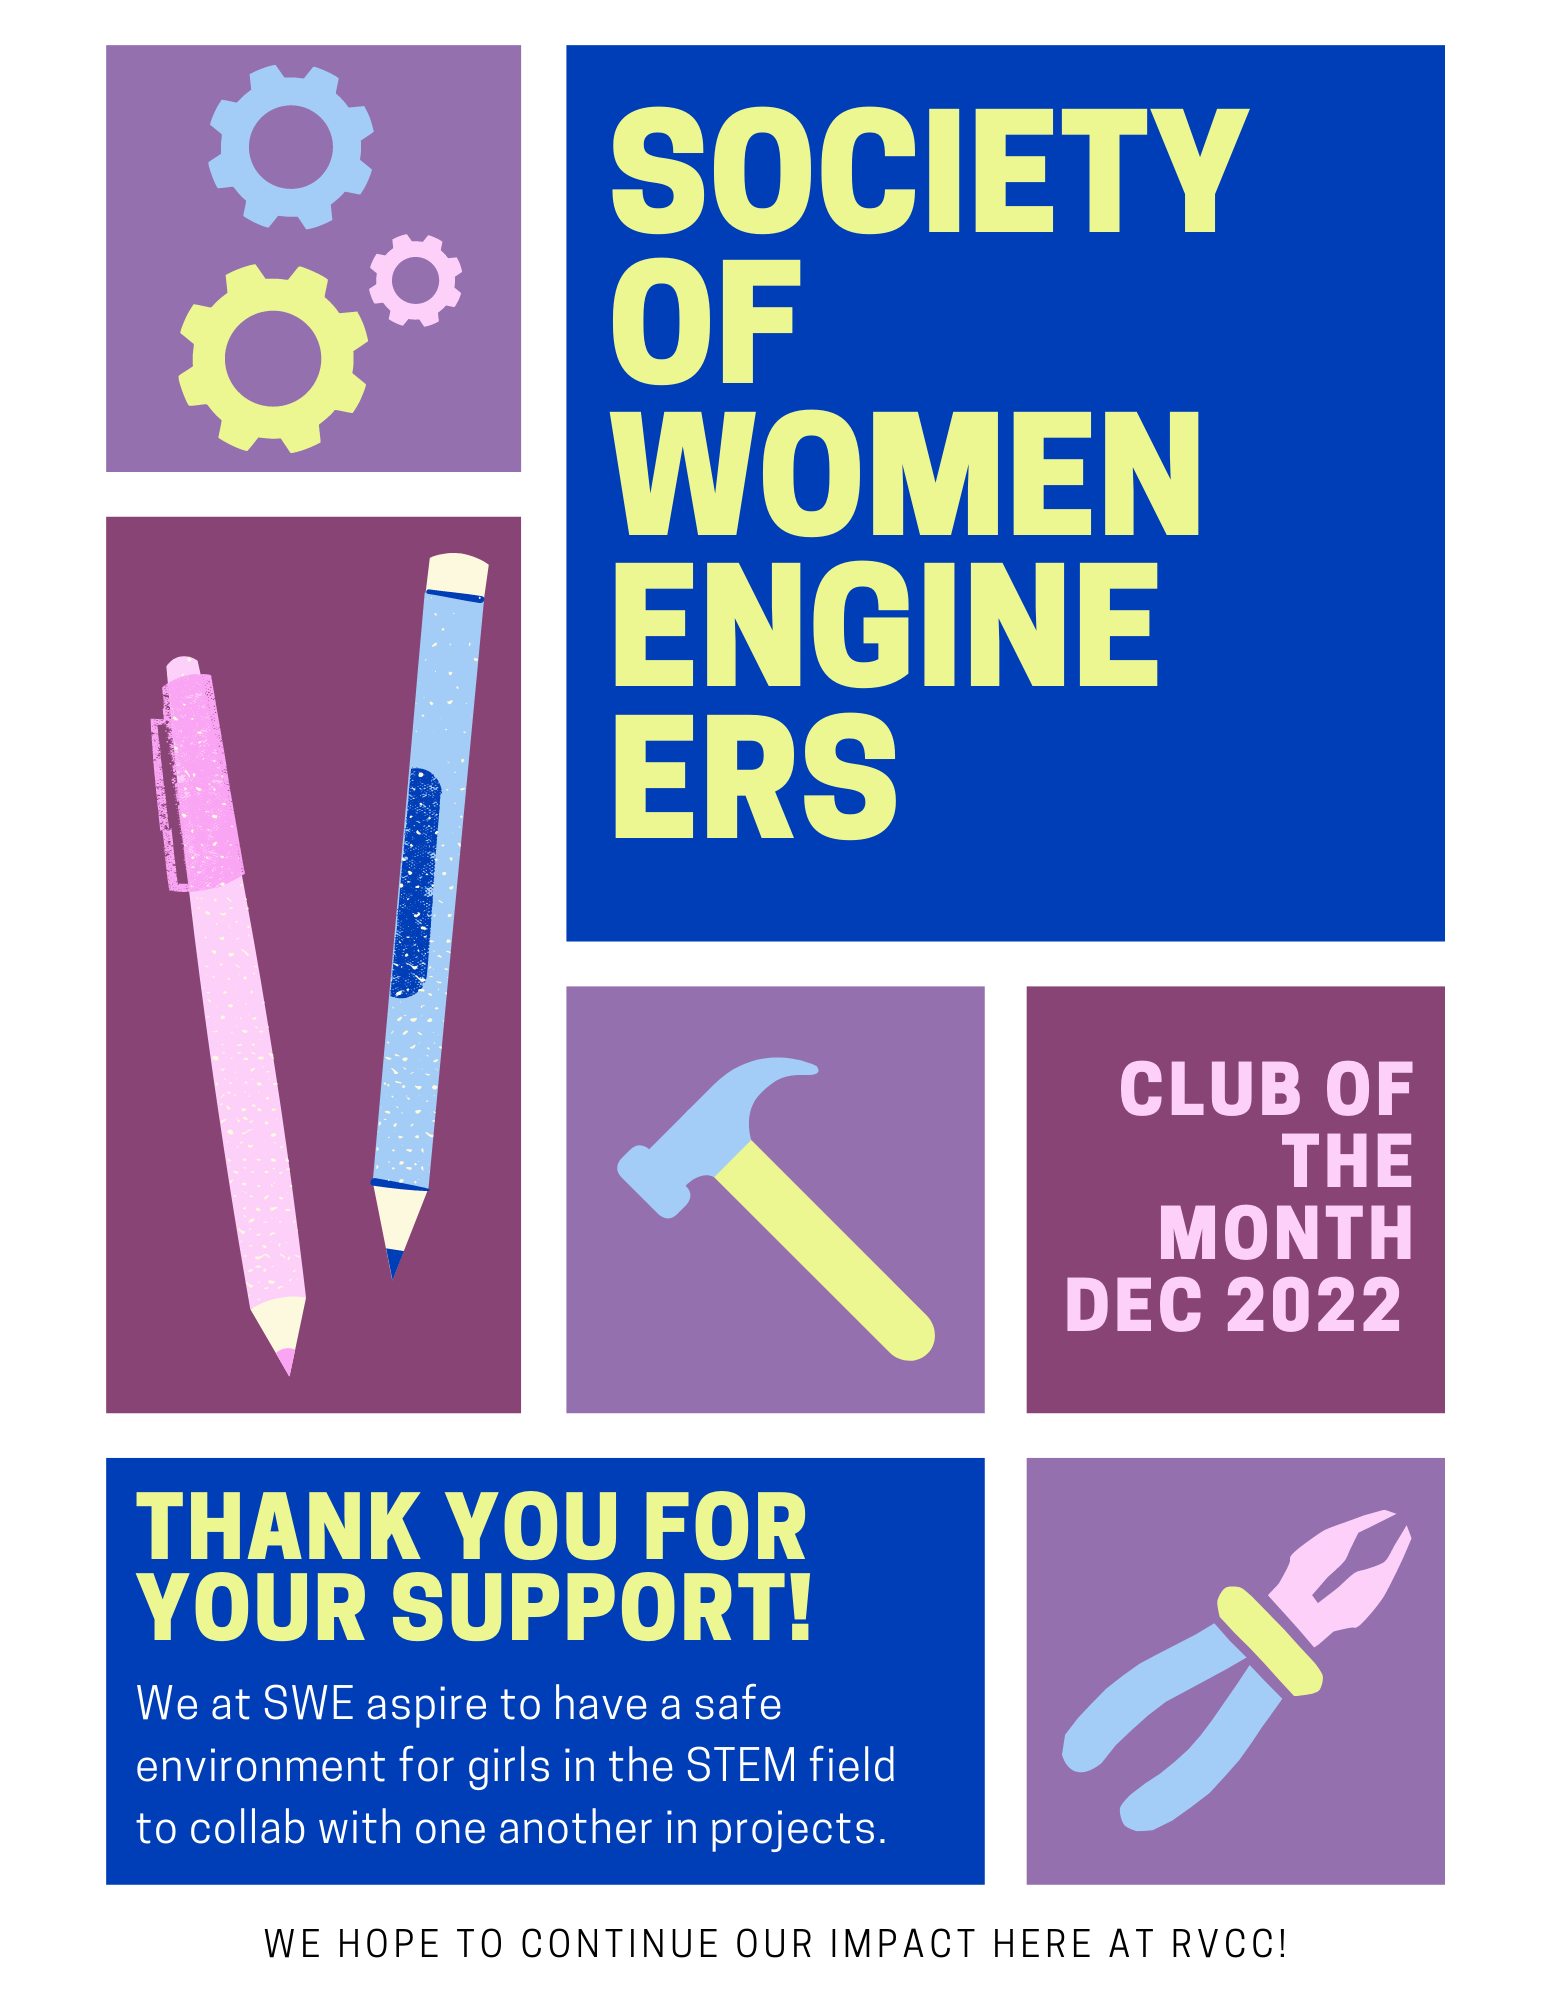 SOCIETY
OF
WOMEN
ENGINE
ERS
CLUB OF
THE
MONTH
DEC 2022
THANK YOU FOR
YOUR SUPPORT!
We at SWE aspire to have a safe
environment for girls in the STEM field
to collab with one another in projects.
WE HOPE TO CONTINUE OUR IMPACT HERE AT RVCC!